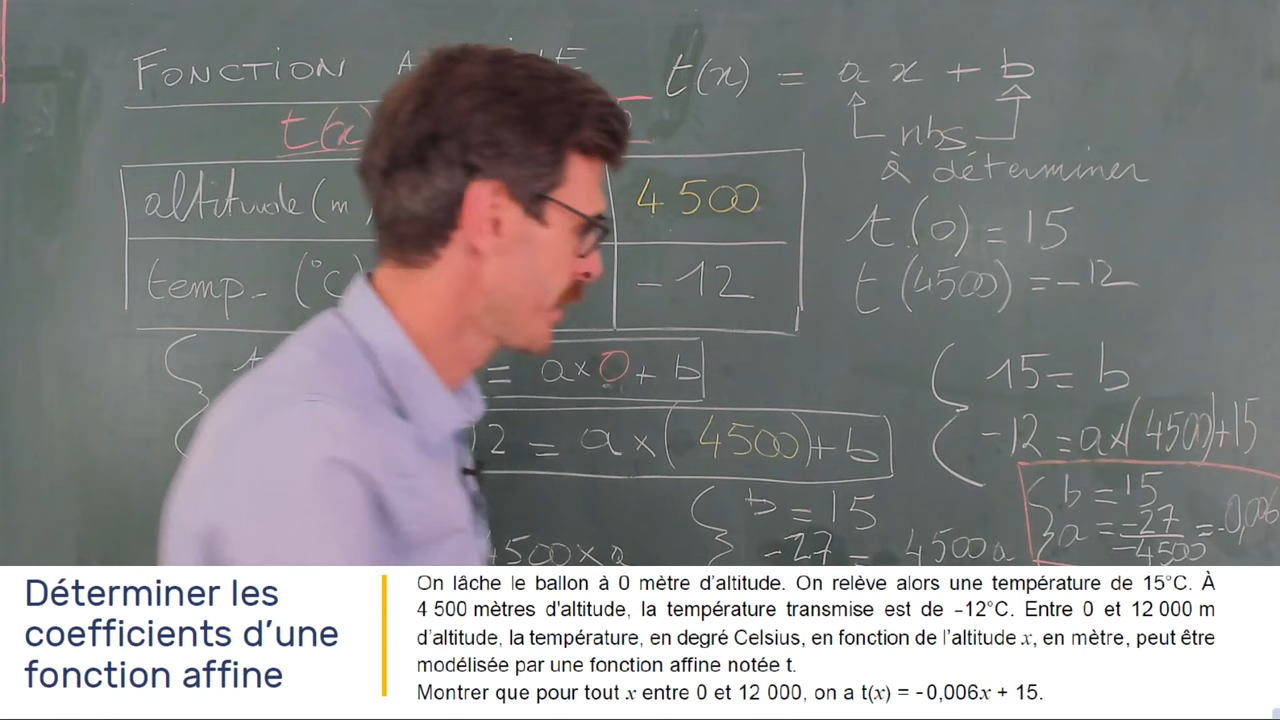 FONCTION
t(x) = a x + b
t(x)
nbs
à déterminer
altitude (m) 4 500
temp. (°C) -12
t(0) = 15
t(4500) = -12
= a×0 + b
2 = a×(4500)+b
15 = b
-12 = a×(4500)+15
b = 15
-27 = 4500a
4500×a
b = 15
a = -27/-4500 = -0,006
Déterminer les
coefficients d'une
fonction affine
On lâche le ballon à 0 mètre d'altitude. On relève alors une température de 15°C. À
4 500 mètres d'altitude, la température transmise est de −12°C. Entre 0 et 12 000 m
d'altitude, la température, en degré Celsius, en fonction de l'altitude x, en mètre, peut être
modélisée par une fonction affine notée t.
Montrer que pour tout x entre 0 et 12 000, on a t(x) = -0,006x + 15.